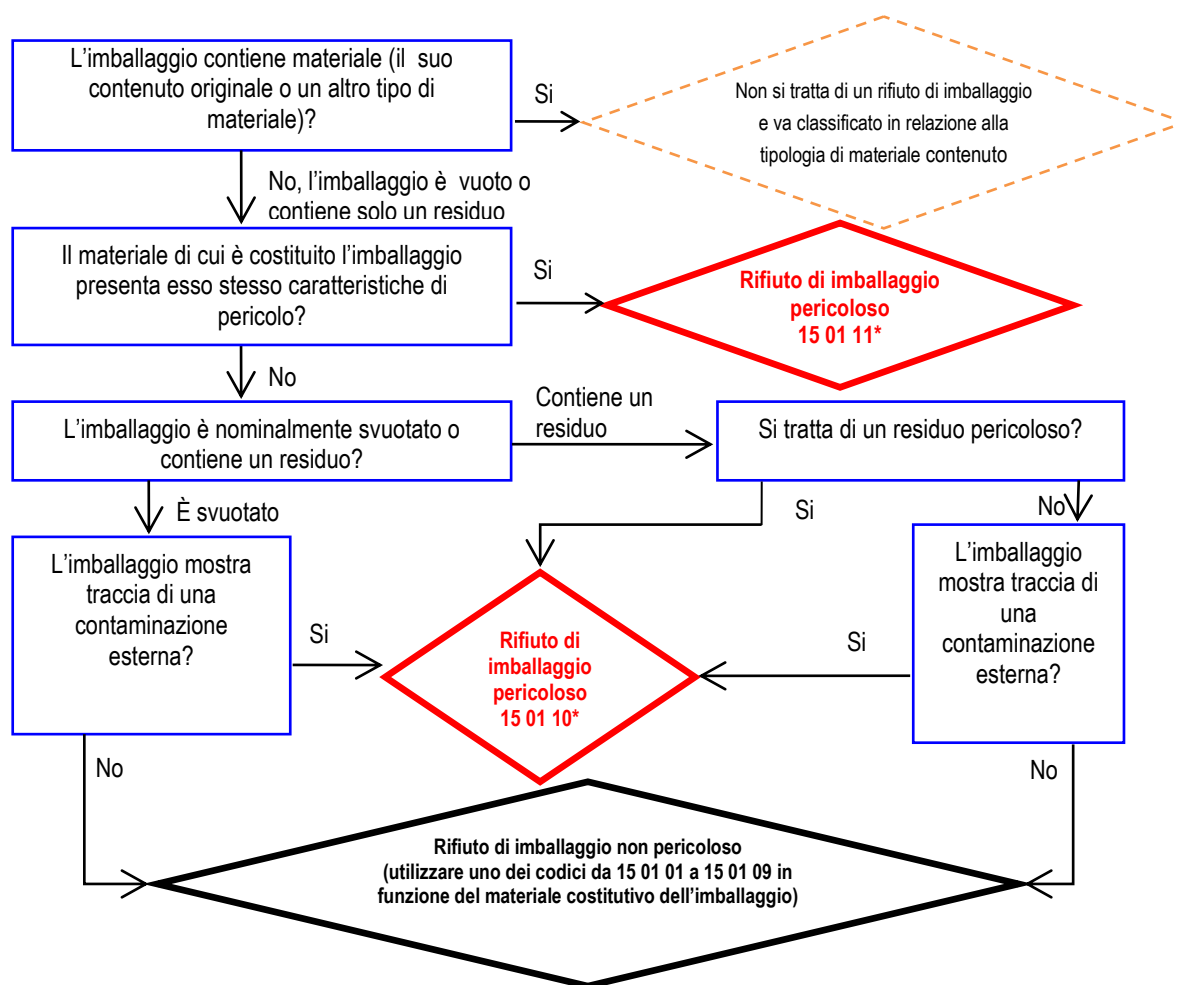 L’imballaggio contiene materiale (il suo
contenuto originale o un altro tipo di
materiale)?
Si
Non si tratta di un rifiuto di imballaggio
e va classificato in relazione alla
tipologia di materiale contenuto
No, l’imballaggio è vuoto o
contiene solo un residuo
Il materiale di cui è costituito l’imballaggio
presenta esso stesso caratteristiche di
pericolo?
Si
Rifiuto di imballaggio
pericoloso
15 01 11*
No
L’imballaggio è nominalmente svuotato o
contiene un residuo?
Contiene un
residuo
Si tratta di un residuo pericoloso?
È svuotato
Si
No
L’imballaggio mostra
traccia di una
contaminazione
esterna?
Si
Rifiuto di
imballaggio
pericoloso
15 01 10*
Si
L’imballaggio
mostra traccia di
una
contaminazione
esterna?
No
No
Rifiuto di imballaggio non pericoloso
(utilizzare uno dei codici da 15 01 01 a 15 01 09 in
funzione del materiale costitutivo dell’imballaggio)